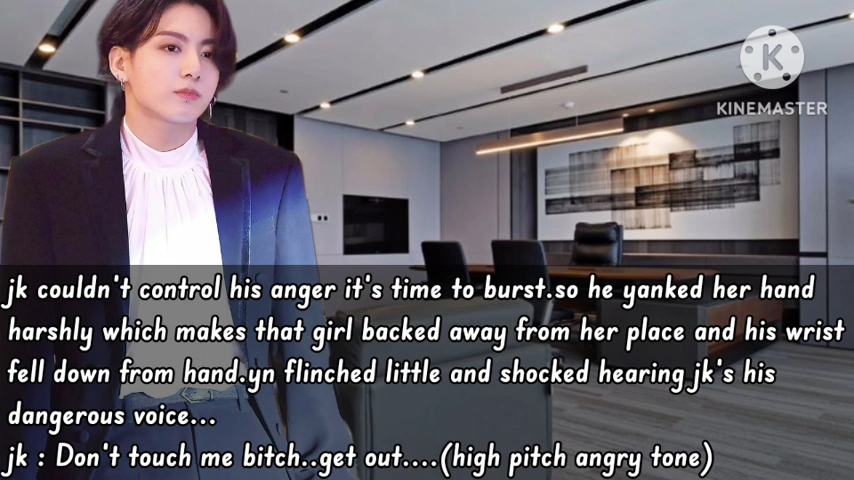 K
KINEMASTER
jk couldn't control his anger it's time to burst.so he yanked her hand
harshly which makes that girl backed away from her place and his wrist
fell down from hand.yn flinched little and shocked hearing jk's his
dangerous voice...
jk : Don't touch me bitch..get out....(high pitch angry tone)